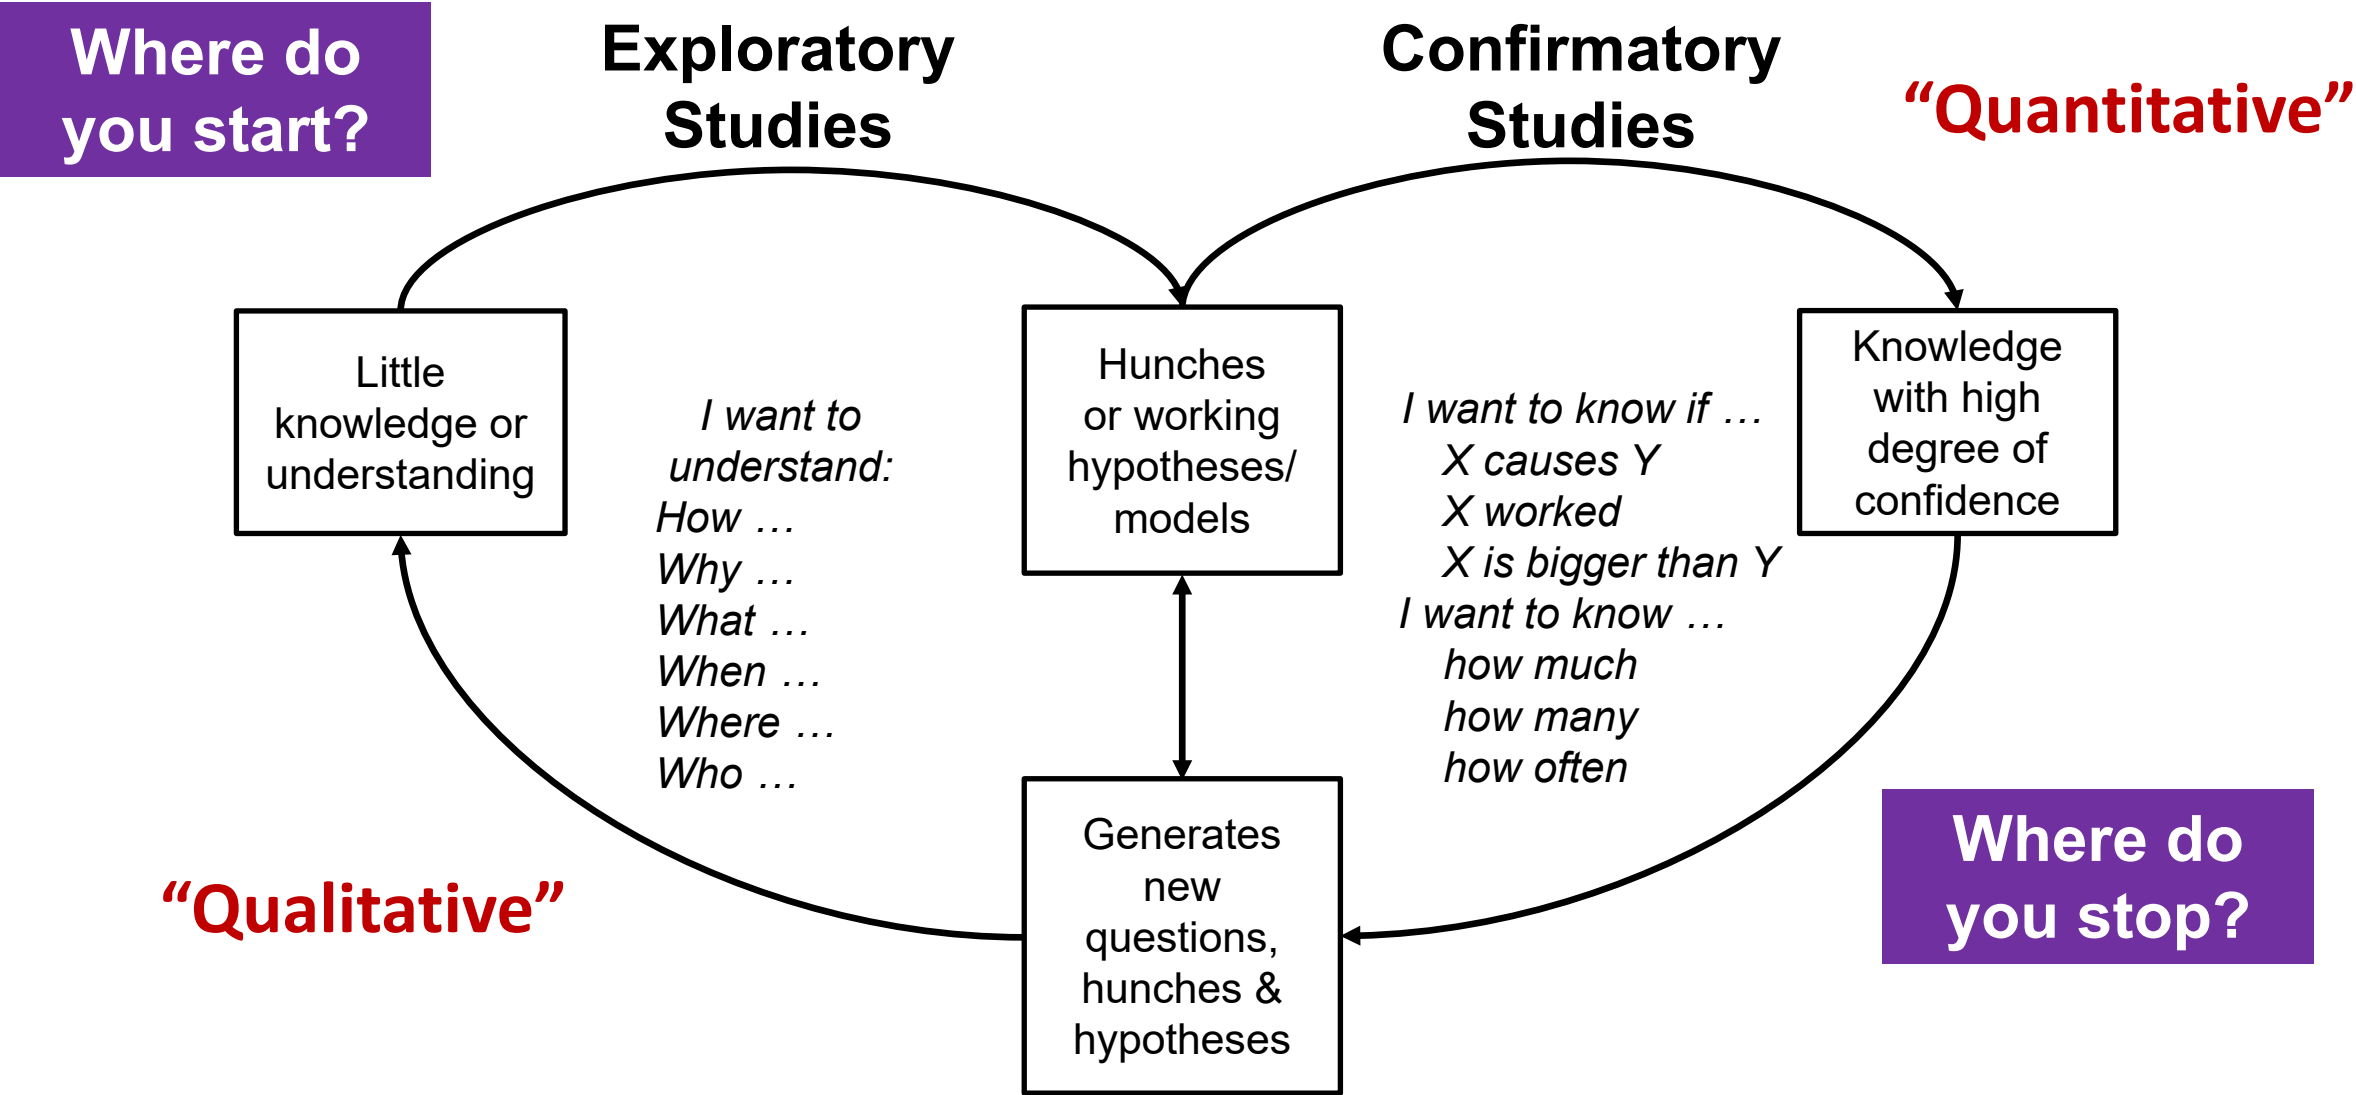 Where do
you start?
Exploratory
Studies
Confirmatory
Studies
“Quantitative”
Little
knowledge or
understanding
I want to
understand:
How …
Why …
What …
When …
Where …
Who …
Hunches
or working
hypotheses/
models
I want to know if …
X causes Y
X worked
X is bigger than Y
I want to know …
how much
how many
how often
Knowledge
with high
degree of
confidence
“Qualitative”
Generates
new
questions,
hunches &
hypotheses
Where do
you stop?